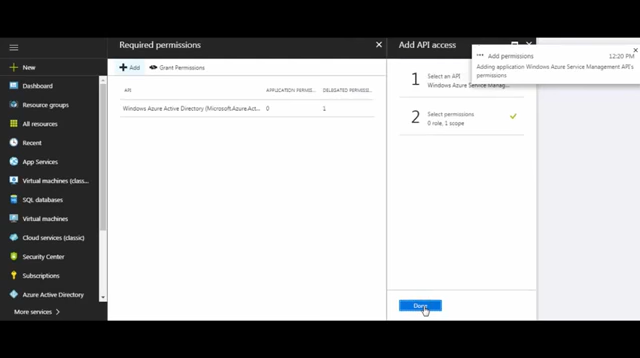 Required permissions
Add API access
Add permissions
12:20 PM
Adding application Windows Azure Service Management API's
permissions
New
Add
Grant Permissions
1
Select an API
Windows Azure Service Manag...
Dashboard
Resource groups
All resources
Recent
App Services
Virtual machines (class...
SQL databases
Virtual machines
Cloud services (classic)
Security Center
Subscriptions
Azure Active Directory
More services
API
APPLICATION PERMIS...
DELEGATED PERMISS...
Windows Azure Active Directory (Microsoft.Azure.Act...
0
1
2
Select permissions
0 role, 1 scope
Done